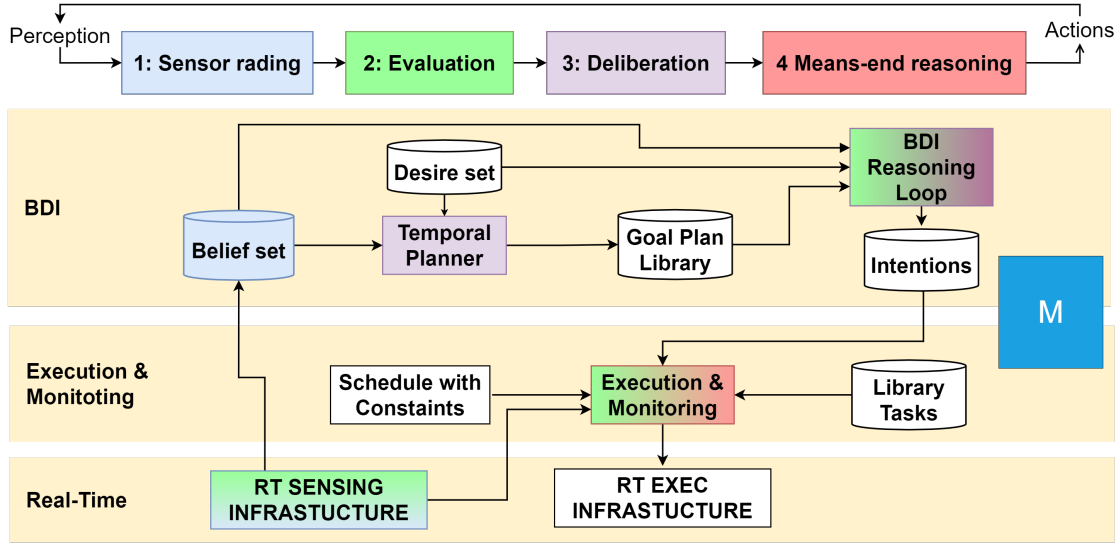 Perception
Actions
1: Sensor rading
2: Evaluation
3: Deliberation
4 Means-end reasoning
BDI
Desire set
BDI
Reasoning
Loop
Belief set
Temporal
Planner
Goal Plan
Library
Intentions
M
Execution &
Monitoting
Schedule with
Constaints
Execution &
Monitoring
Library
Tasks
Real-Time
RT SENSING
INFRASTUCTURE
RT EXEC
INFRASTUCTURE